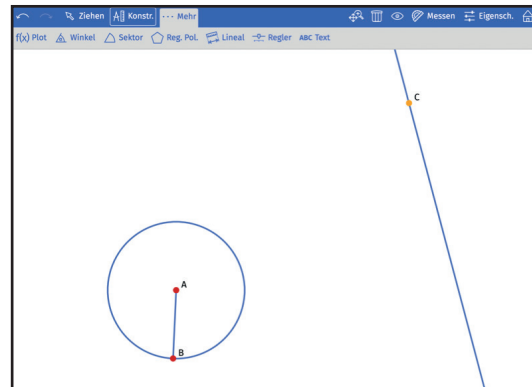 Ziehen Konstr. ··· Mehr Messen Eigensch.
f(x) Plot Winkel Sektor Reg. Pol. Lineal Regler ABC Text
C
A
B